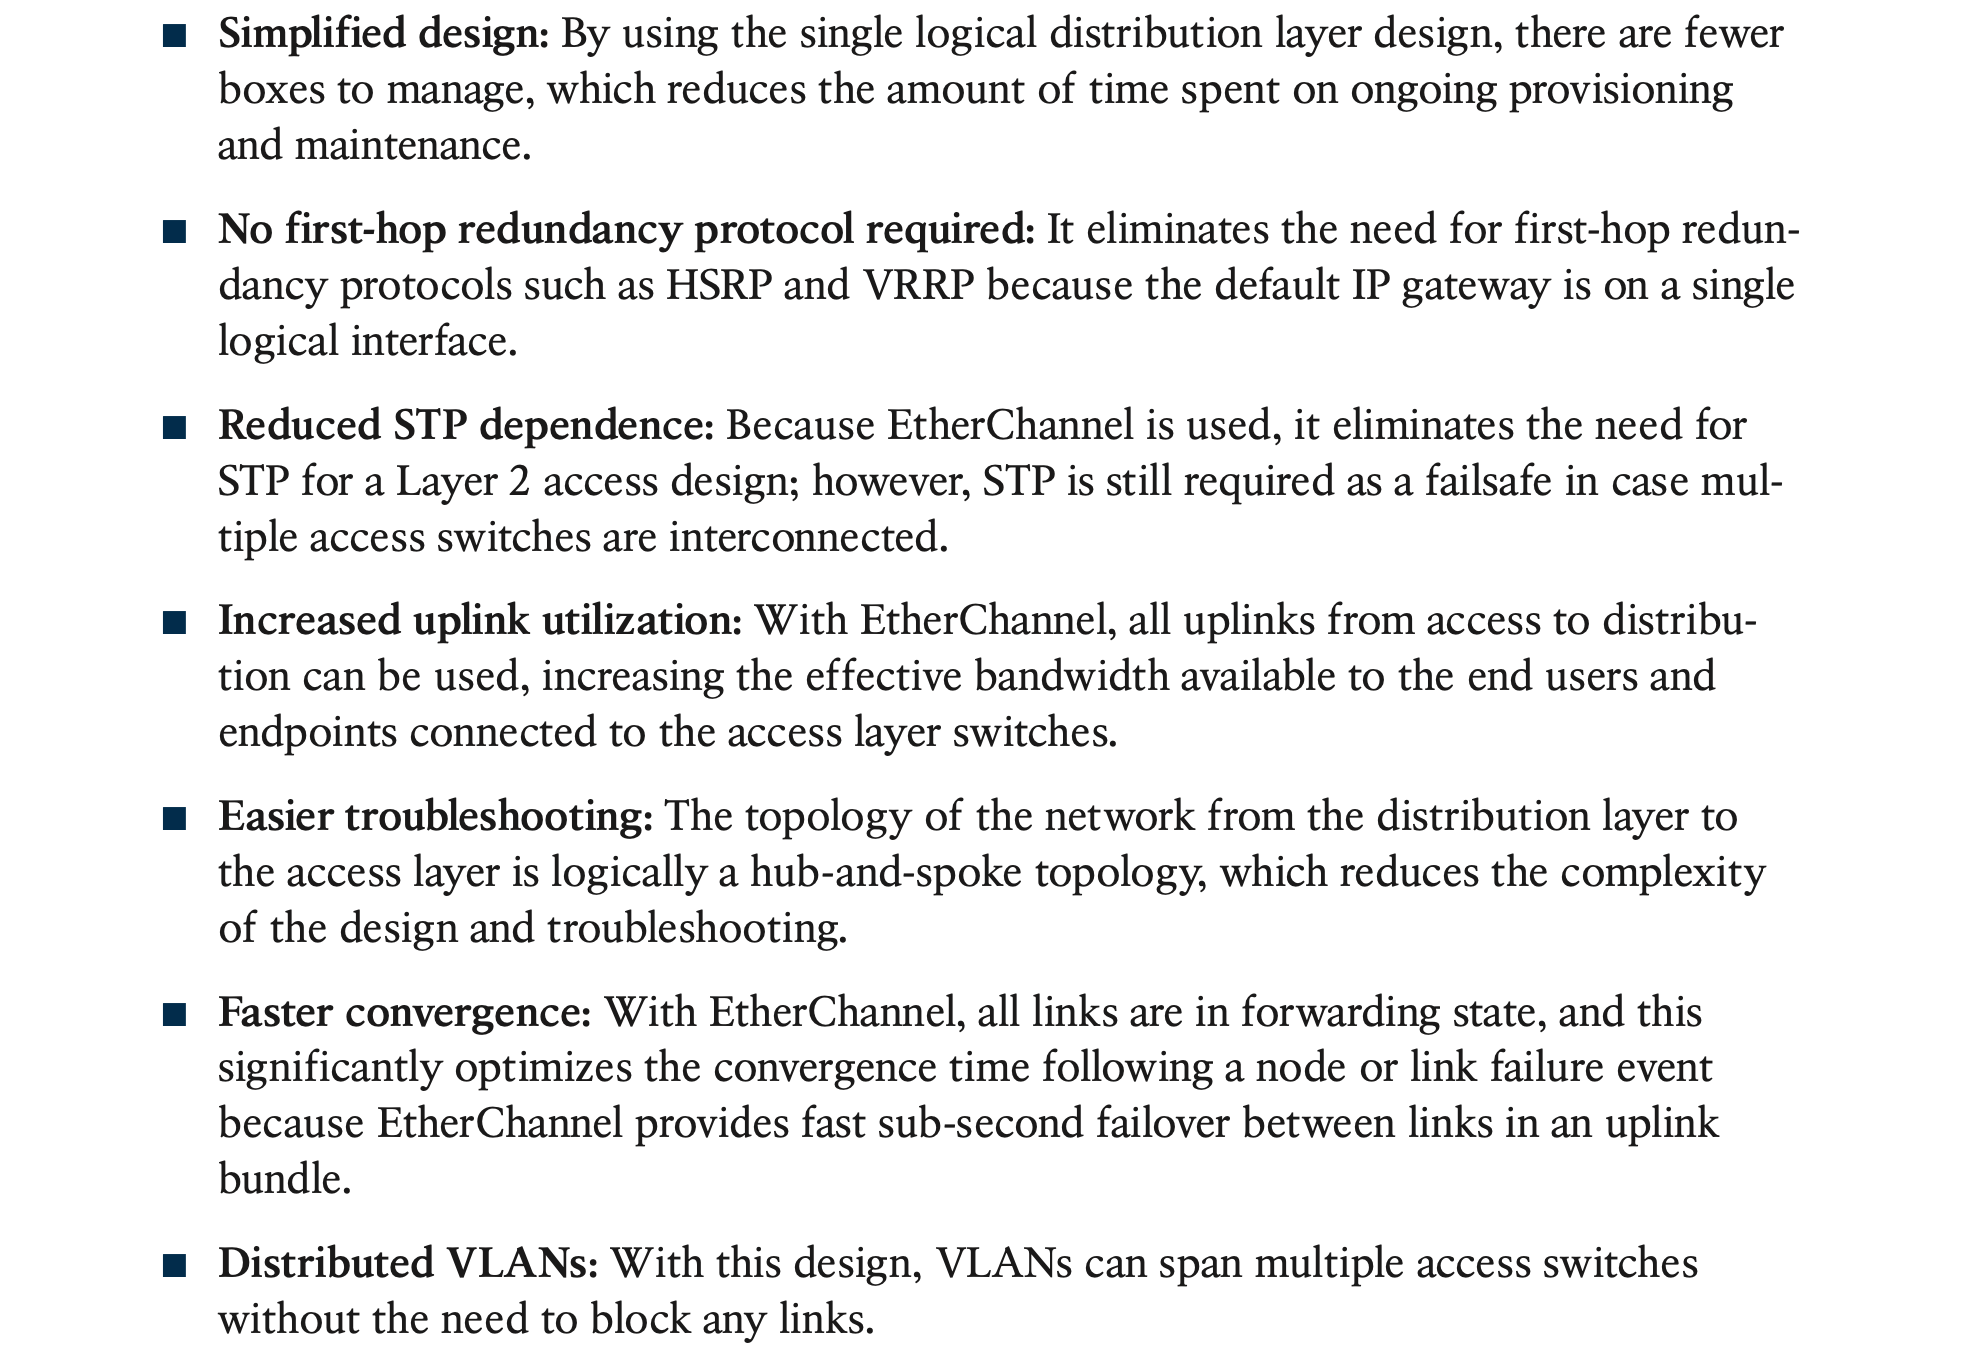 ■ Simplified design: By using the single logical distribution layer design, there are fewer
boxes to manage, which reduces the amount of time spent on ongoing provisioning
and maintenance.
■ No first-hop redundancy protocol required: It eliminates the need for first-hop redun-
dancy protocols such as HSRP and VRRP because the default IP gateway is on a single
logical interface.
■ Reduced STP dependence: Because EtherChannel is used, it eliminates the need for
STP for a Layer 2 access design; however, STP is still required as a failsafe in case mul-
tiple access switches are interconnected.
■ Increased uplink utilization: With EtherChannel, all uplinks from access to distribu-
tion can be used, increasing the effective bandwidth available to the end users and
endpoints connected to the access layer switches.
■ Easier troubleshooting: The topology of the network from the distribution layer to
the access layer is logically a hub-and-spoke topology, which reduces the complexity
of the design and troubleshooting.
■ Faster convergence: With EtherChannel, all links are in forwarding state, and this
significantly optimizes the convergence time following a node or link failure event
because EtherChannel provides fast sub-second failover between links in an uplink
bundle.
■ Distributed VLANs: With this design, VLANs can span multiple access switches
without the need to block any links.